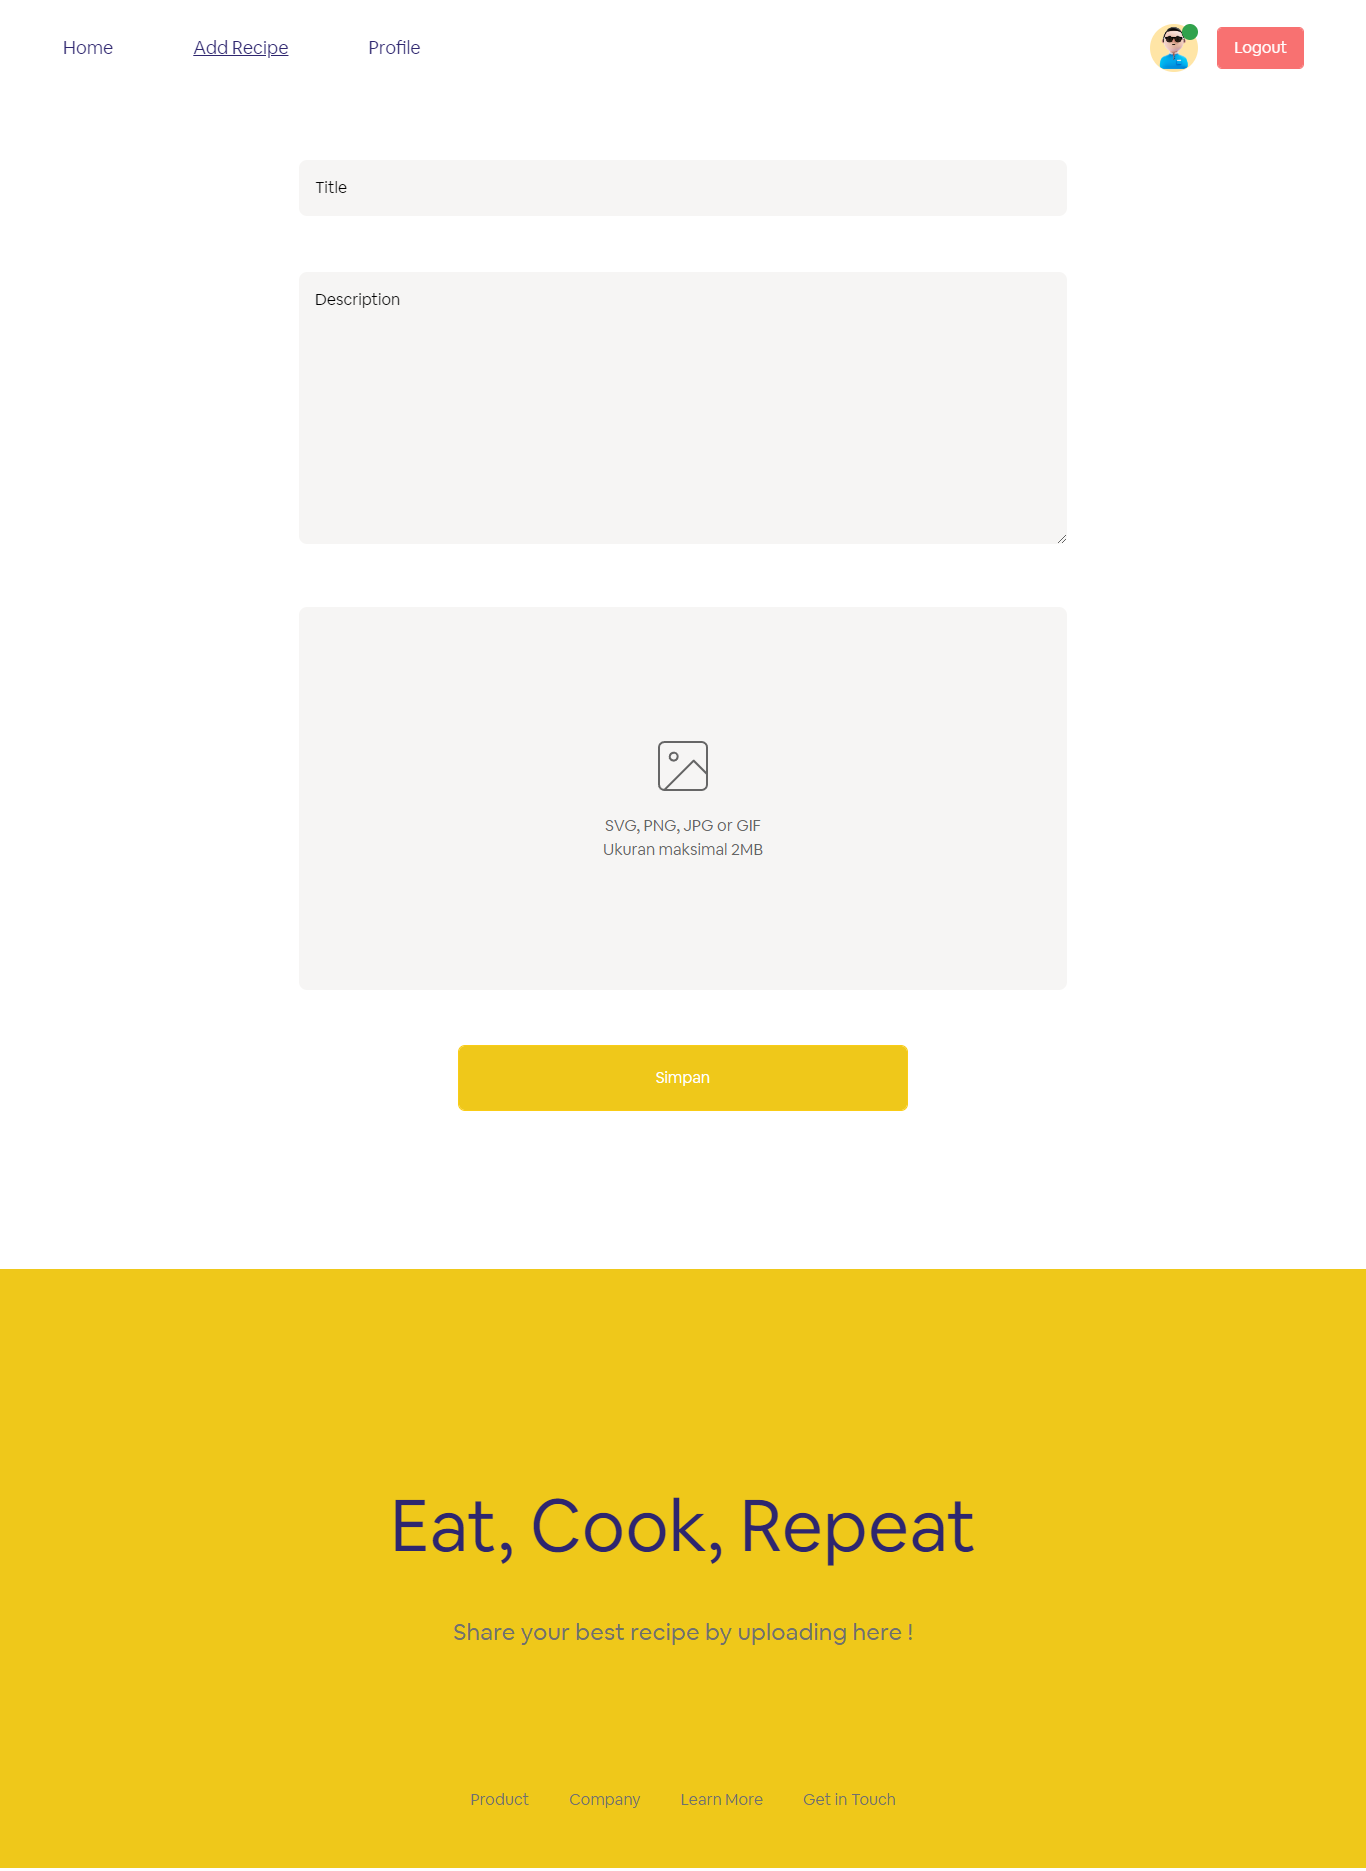 Home Add Recipe Profile Logout
Title
Description
SVG, PNG, JPG or GIF
Ukuran maksimal 2MB
Simpan
Eat, Cook, Repeat
Share your best recipe by uploading here !
Product Company Learn More Get in Touch